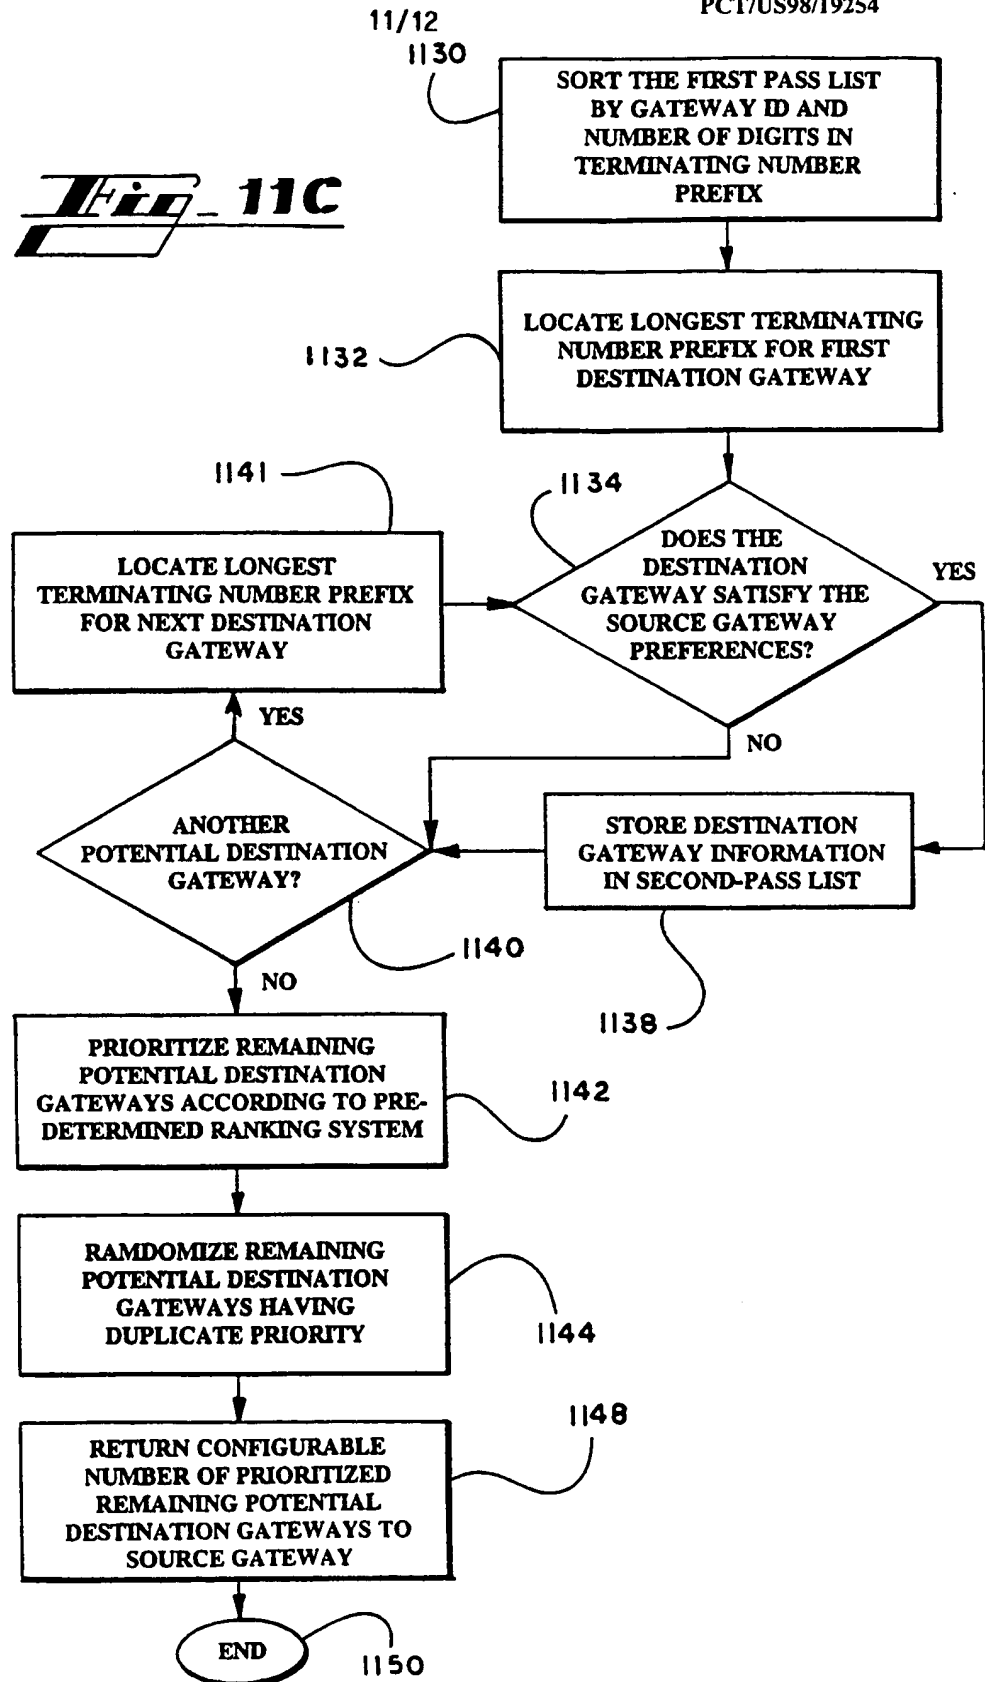 PCT/US98/19254
11/12
1130
SORT THE FIRST PASS LIST
BY GATEWAY ID AND
NUMBER OF DIGITS IN
TERMINATING NUMBER
PREFIX
Fig_ 11C
LOCATE LONGEST TERMINATING
NUMBER PREFIX FOR FIRST
DESTINATION GATEWAY
1132
1141
1134
LOCATE LONGEST
TERMINATING NUMBER PREFIX
FOR NEXT DESTINATION
GATEWAY
DOES THE
DESTINATION
GATEWAY SATISFY THE
SOURCE GATEWAY
PREFERENCES?
YES
YES
NO
ANOTHER
POTENTIAL DESTINATION
GATEWAY?
STORE DESTINATION
GATEWAY INFORMATION
IN SECOND-PASS LIST
1140
NO
1138
PRIORITIZE REMAINING
POTENTIAL DESTINATION
GATEWAYS ACCORDING TO PRE-
DETERMINED RANKING SYSTEM
1142
RAMDOMIZE REMAINING
POTENTIAL DESTINATION
GATEWAYS HAVING
DUPLICATE PRIORITY
1144
1148
RETURN CONFIGURABLE
NUMBER OF PRIORITIZED
REMAINING POTENTIAL
DESTINATION GATEWAYS TO
SOURCE GATEWAY
END
1150